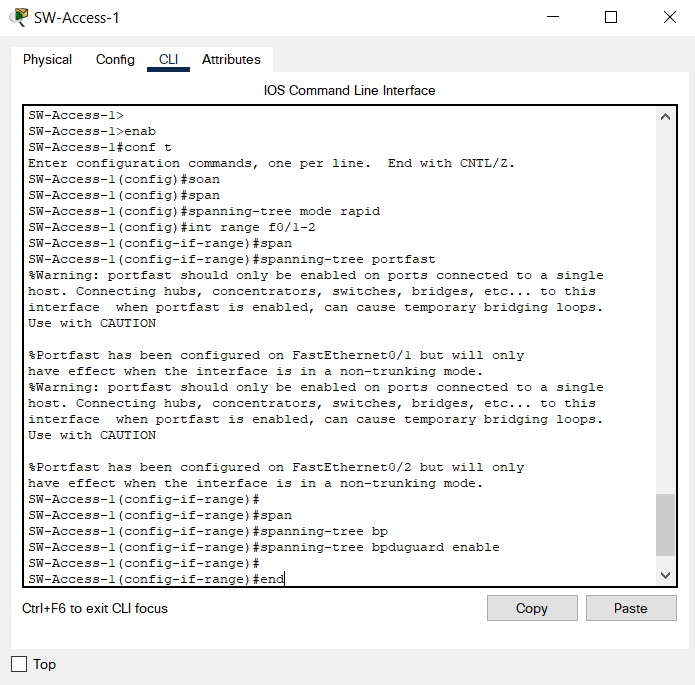 SW-Access-1
Physical Config CLI Attributes
IOS Command Line Interface
SW-Access-1>
SW-Access-1>enab
SW-Access-1#conf t
Enter configuration commands, one per line.  End with CNTL/Z.
SW-Access-1(config)#soan
SW-Access-1(config)#span
SW-Access-1(config)#spanning-tree mode rapid
SW-Access-1(config)#int range f0/1-2
SW-Access-1(config-if-range)#span
SW-Access-1(config-if-range)#spanning-tree portfast
%Warning: portfast should only be enabled on ports connected to a single
host. Connecting hubs, concentrators, switches, bridges, etc... to this
interface  when portfast is enabled, can cause temporary bridging loops.
Use with CAUTION
%Portfast has been configured on FastEthernet0/1 but will only
have effect when the interface is in a non-trunking mode.
%Warning: portfast should only be enabled on ports connected to a single
host. Connecting hubs, concentrators, switches, bridges, etc... to this
interface  when portfast is enabled, can cause temporary bridging loops.
Use with CAUTION
%Portfast has been configured on FastEthernet0/2 but will only
have effect when the interface is in a non-trunking mode.
SW-Access-1(config-if-range)#
SW-Access-1(config-if-range)#span
SW-Access-1(config-if-range)#spanning-tree bp
SW-Access-1(config-if-range)#spanning-tree bpduguard enable
SW-Access-1(config-if-range)#
SW-Access-1(config-if-range)#end
Ctrl+F6 to exit CLI focus
Copy Paste
Top